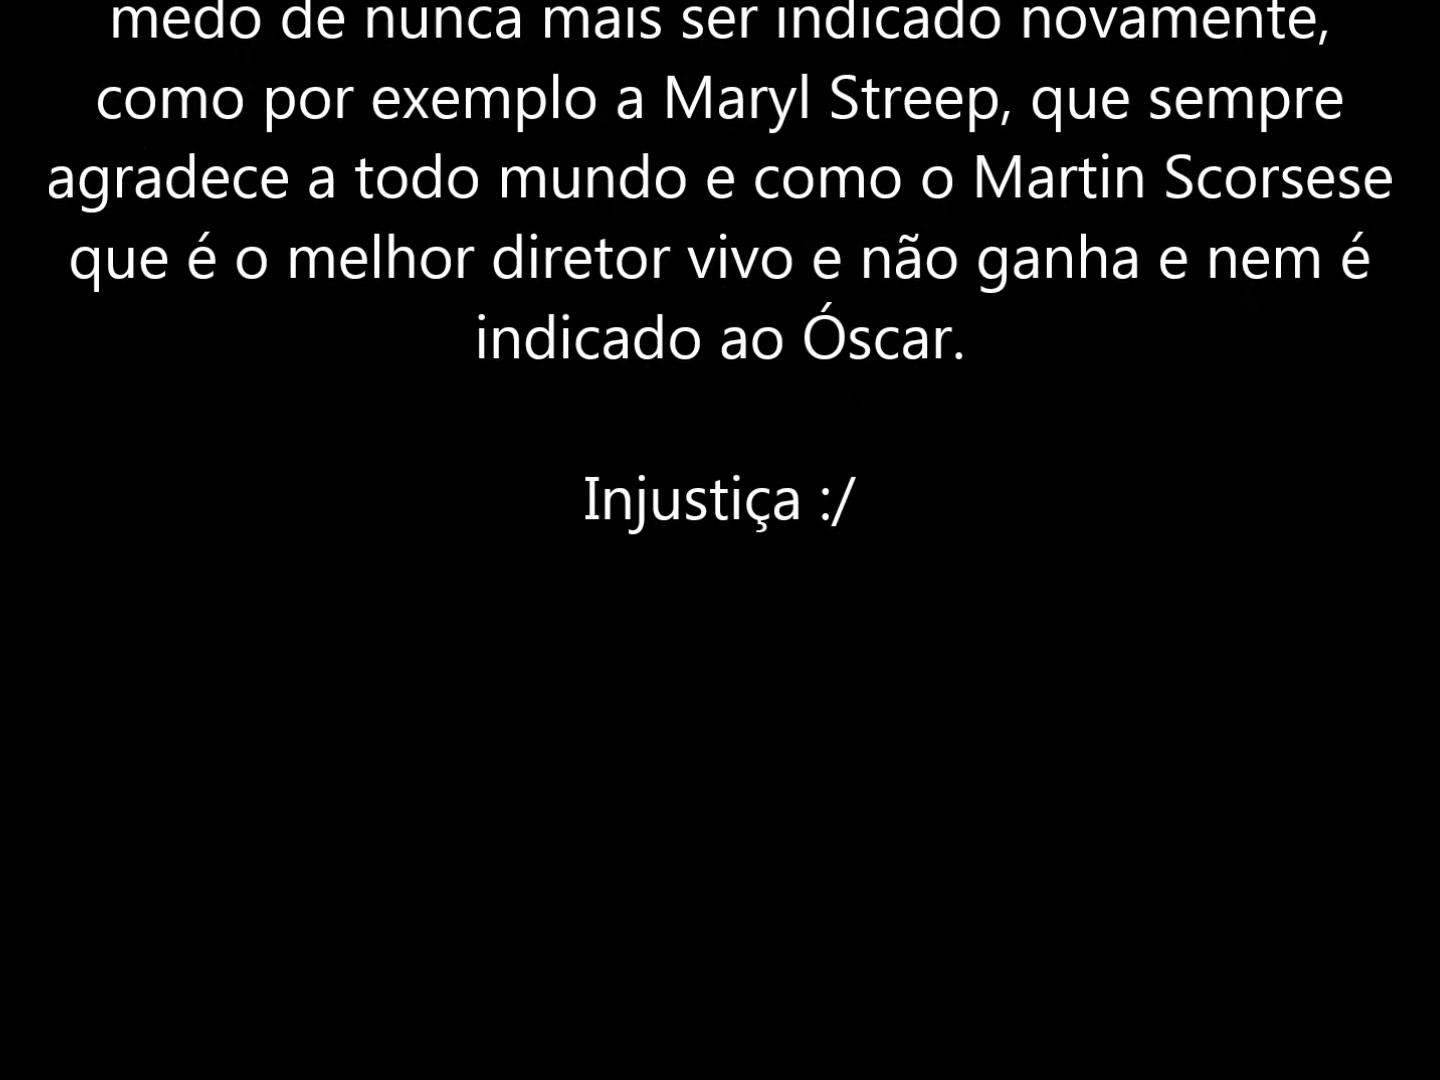 medo de nunca mais ser indicado novamente,
como por exemplo a Maryl Streep, que sempre
agradece a todo mundo e como o Martin Scorsese
que é o melhor diretor vivo e não ganha e nem é
indicado ao Óscar.
Injustiça :/